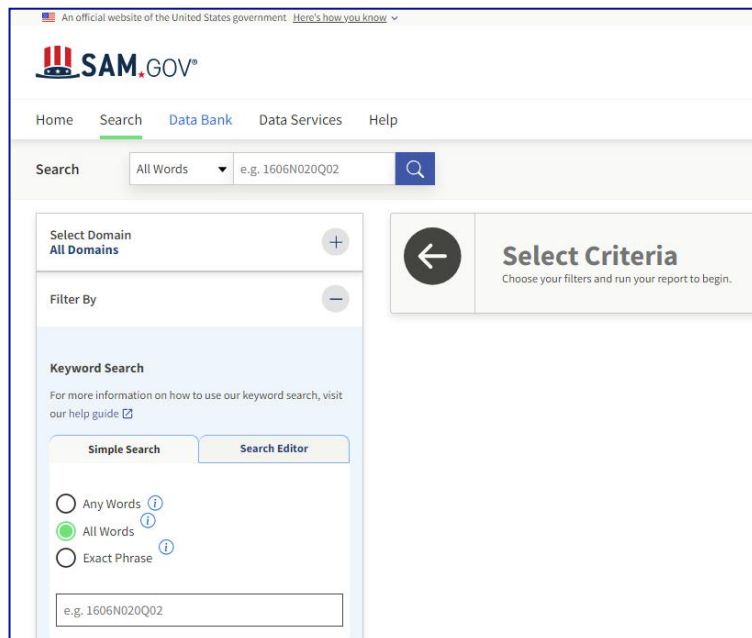 An official website of the United States government Here's how you know
SAM.GOV®
Home Search Data Bank Data Services Help
Search All Words e.g. 1606N020Q02
Select Domain
All Domains
Filter By
Keyword Search
For more information on how to use our keyword search, visit
our help guide
Simple Search Search Editor
Any Words
All Words
Exact Phrase
e.g. 1606N020Q02
Select Criteria
Choose your filters and run your report to begin.